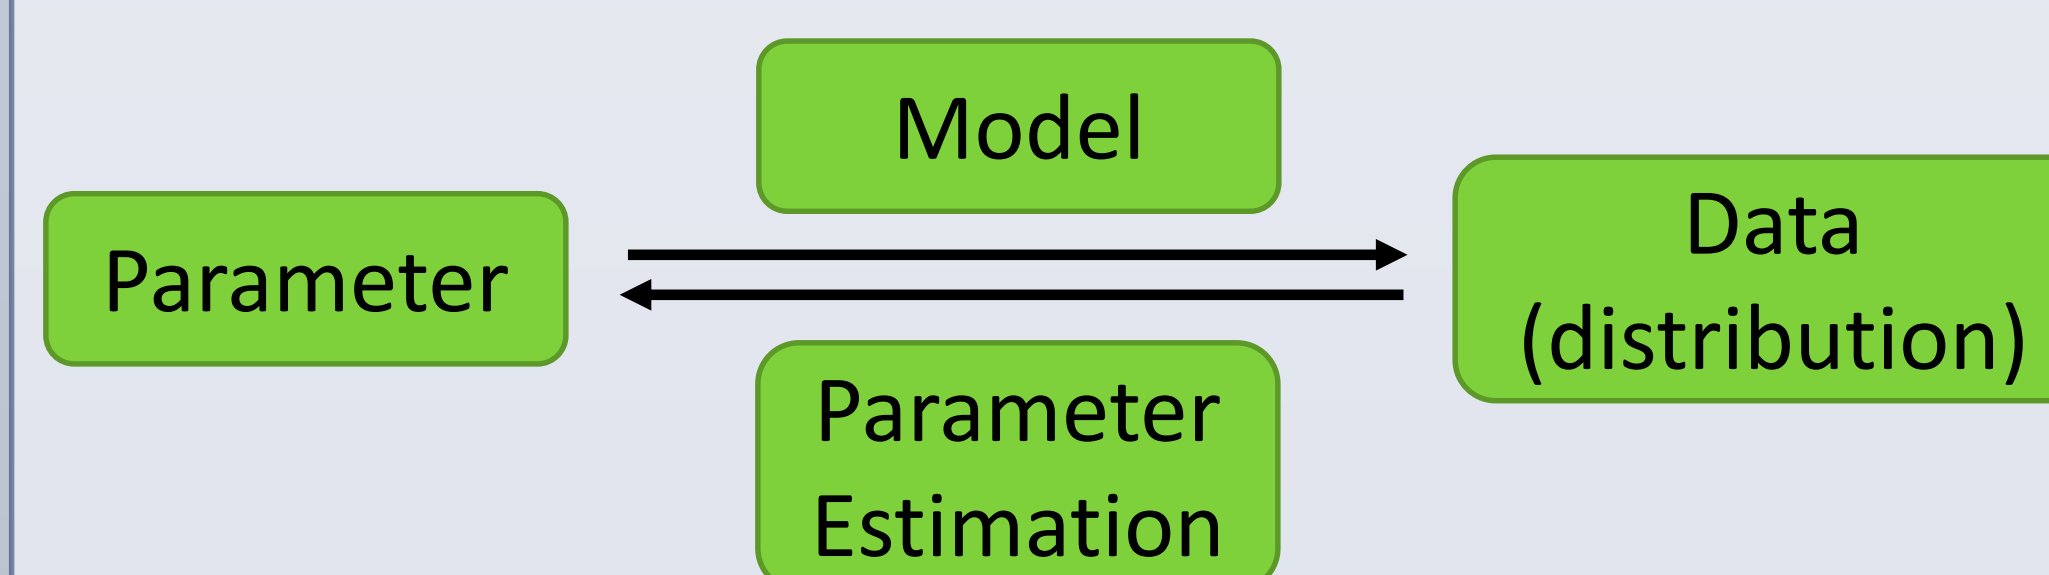 Model
Parameter
Data
(distribution)
Parameter
Estimation